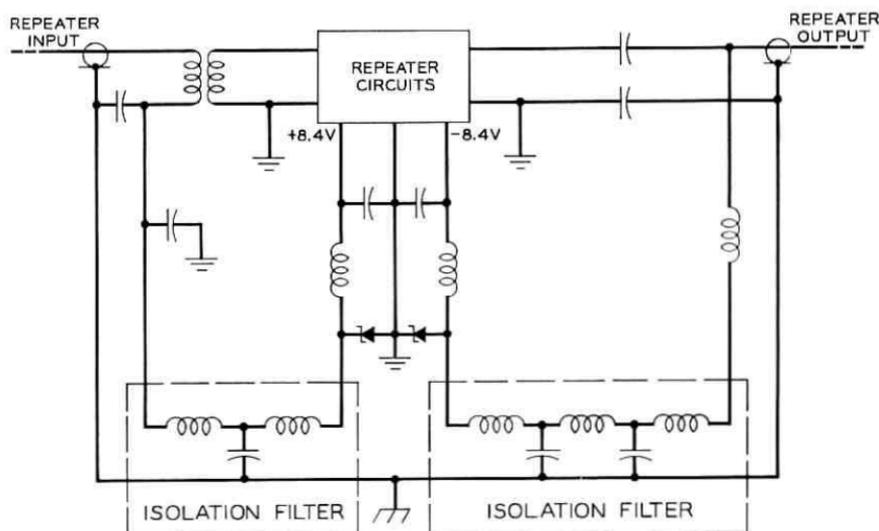 REPEATER
INPUT
REPEATER
CIRCUITS
REPEATER
OUTPUT
+8.4V
-8.4V
ISOLATION FILTER
ISOLATION FILTER